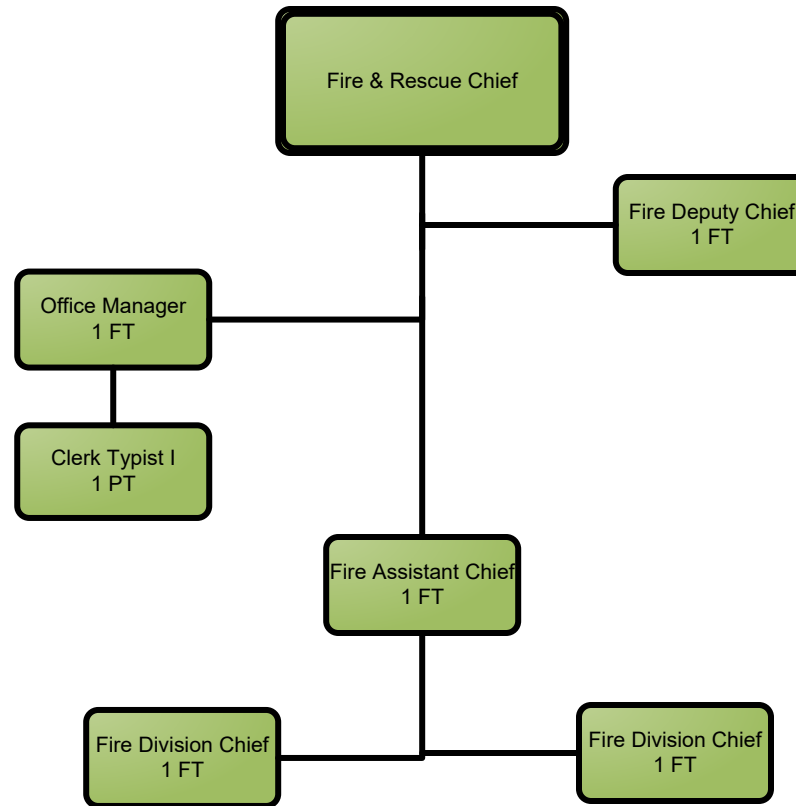 Fire & Rescue Chief
Fire Deputy Chief
1 FT
Office Manager
1 FT
Clerk Typist I
1 PT
Fire Assistant Chief
1 FT
Fire Division Chief
1 FT
Fire Division Chief
1 FT